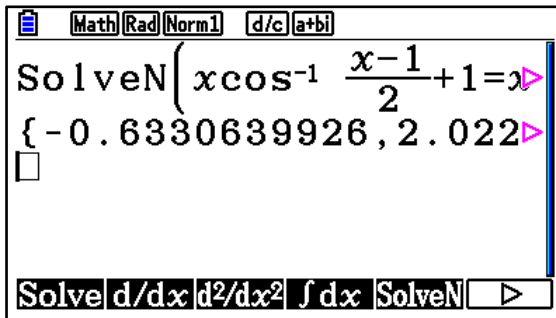 Math Rad Norm1 d/c a+bi
SolveN( xcos⁻¹ (x-1)/2 +1=x
{-0.6330639926,2.022
Solve d/dx d²/dx² ∫dx SolveN ▷